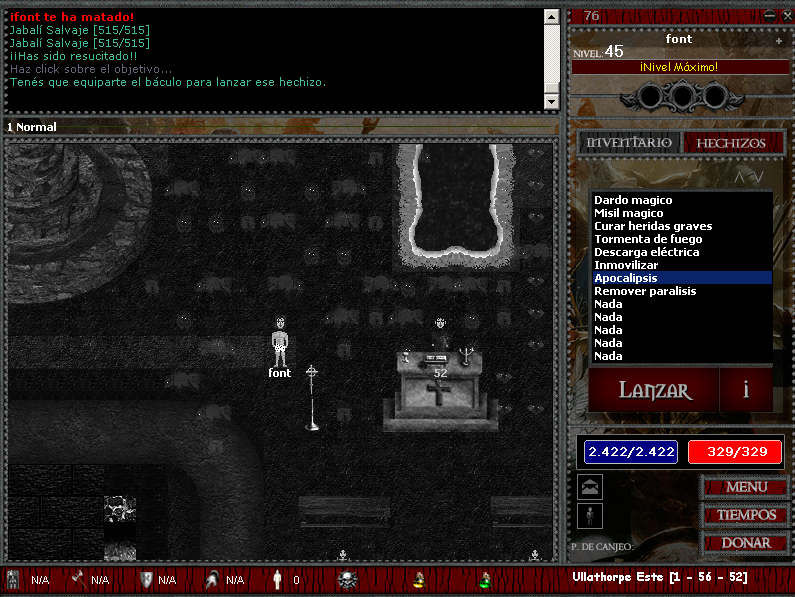 ¡font te ha matado!
Jabalí Salvaje [515/515]
Jabalí Salvaje [515/515]
¡¡Has sido resucitado!!
Haz click sobre el objetivo...
Tenés que equiparte el báculo para lanzar ese hechizo.
1 Normal
76
font
+
NIVEL: 45
¡Nivel Máximo!
INVENTARIO HECHIZOS
Dardo magico
Misil magico
Curar heridas graves
Tormenta de fuego
Descarga eléctrica
Inmovilizar
Apocalipsis
Remover paralisis
Nada
Nada
Nada
Nada
Nada
LANZAR i
font
52
2.422/2.422 329/329
MENU
TIEMPOS
DONAR
P. DE CANJEO:
N/A N/A N/A N/A 0
Ullathorpe Este [1 - 56 - 52]